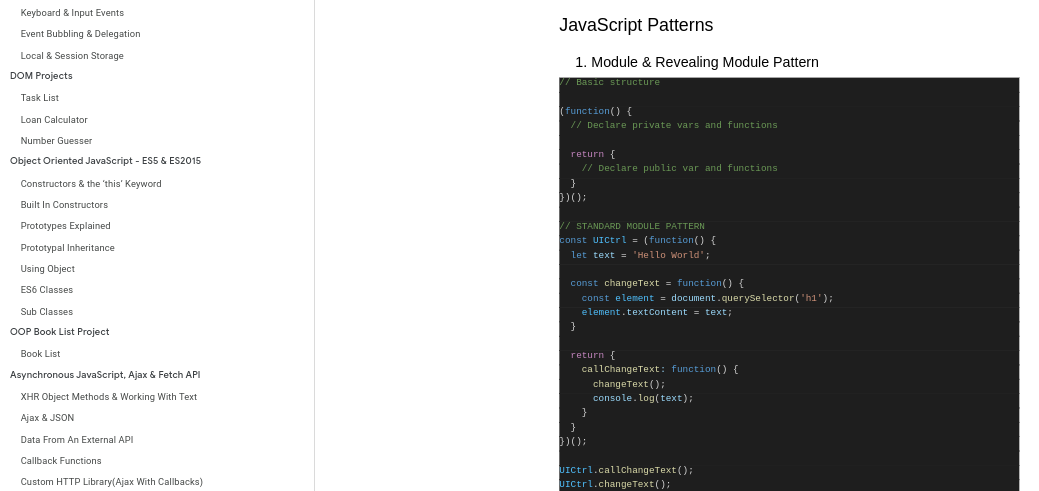 Keyboard & Input Events
Event Bubbling & Delegation
Local & Session Storage
DOM Projects
Task List
Loan Calculator
Number Guesser
Object Oriented JavaScript - ES5 & ES2015
Constructors & the 'this' Keyword
Built In Constructors
Prototypes Explained
Prototypal Inheritance
Using Object
ES6 Classes
Sub Classes
OOP Book List Project
Book List
Asynchronous JavaScript, Ajax & Fetch API
XHR Object Methods & Working With Text
Ajax & JSON
Data From An External API
Callback Functions
Custom HTTP Library(Ajax With Callbacks)
JavaScript Patterns
1. Module & Revealing Module Pattern
// Basic structure
(function() {
  // Declare private vars and functions
  return {
    // Declare public var and functions
  }
})();
// STANDARD MODULE PATTERN
const UICtrl = (function() {
  let text = 'Hello World';
  const changeText = function() {
    const element = document.querySelector('h1');
    element.textContent = text;
  }
  return {
    callChangeText: function() {
      changeText();
      console.log(text);
    }
  }
})();
UICtrl.callChangeText();
UICtrl.changeText();